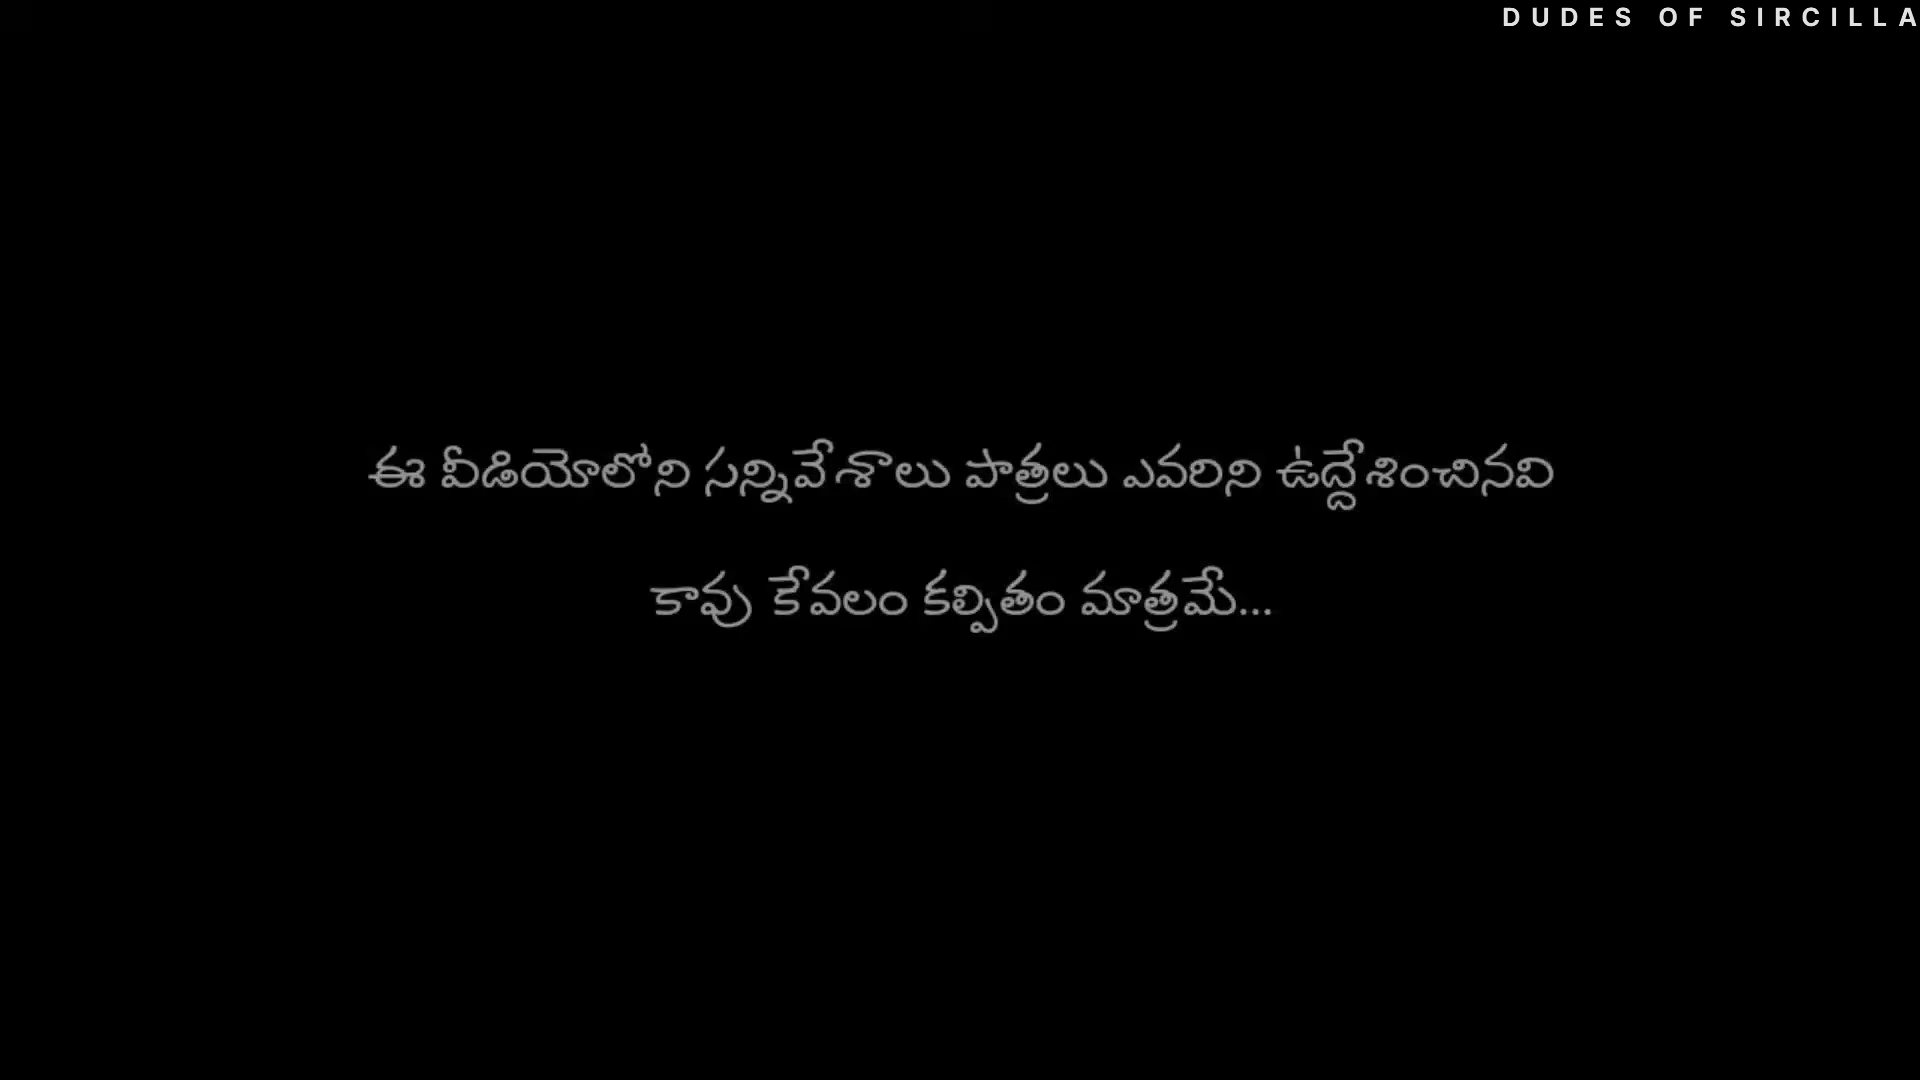 DUDES OF SIRCILLA
ఈ వీడియోలోని సన్నివేశాలు పాత్రలు ఎవరిని ఉద్దేశించినవి
కావు కేవలం కల్పితం మాత్రమే...